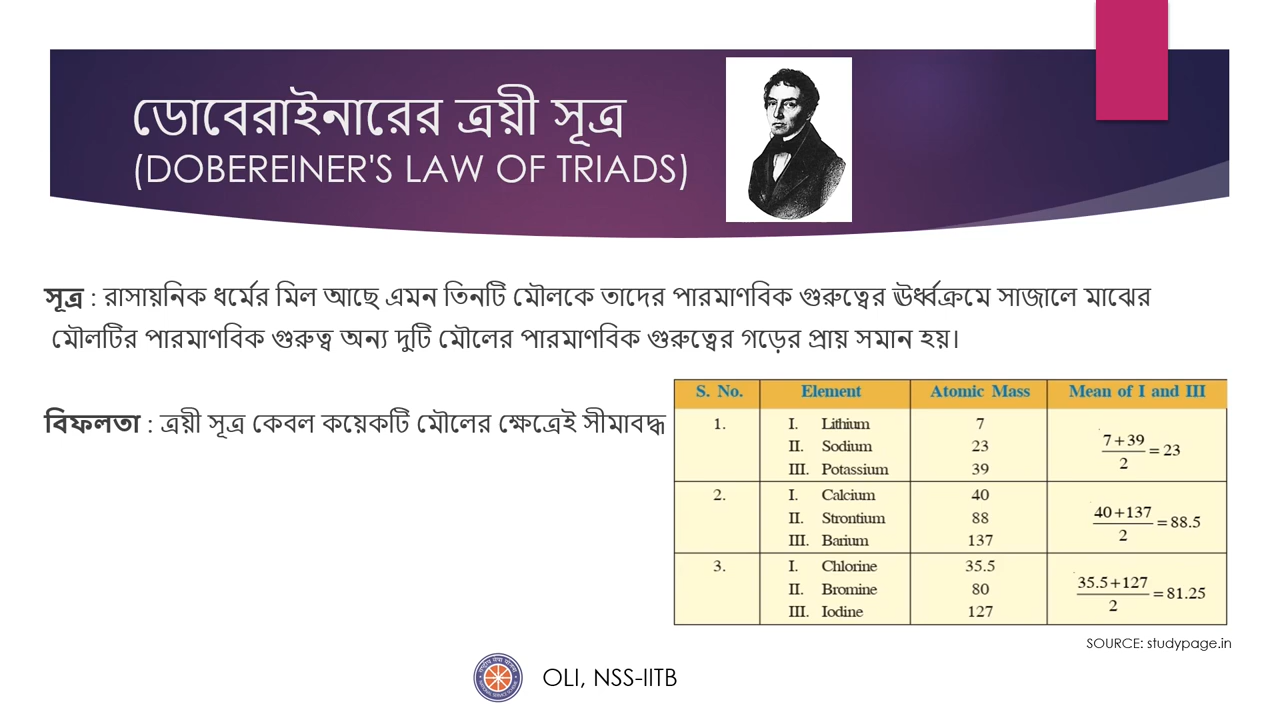 ডোবেরাইনারের ত্রয়ী সূত্র
(DOBEREINER'S LAW OF TRIADS)
সূত্র : রাসায়নিক ধর্মের মিল আছে এমন তিনটি মৌলকে তাদের পারমাণবিক গুরুত্বের ঊর্ধ্বক্রমে সাজালে মাঝের
মৌলটির পারমাণবিক গুরুত্ব অন্য দুটি মৌলের পারমাণবিক গুরুত্বের গড়ের প্রায় সমান হয়।
বিফলতা : ত্রয়ী সূত্র কেবল কয়েকটি মৌলের ক্ষেত্রেই সীমাবদ্ধ
S. No. Element Atomic Mass Mean of I and III
1. I. Lithium 7
II. Sodium 23
III. Potassium 39
7+39
2
= 23
2. I. Calcium 40
II. Strontium 88
III. Barium 137
40+137
2
= 88.5
3. I. Chlorine 35.5
II. Bromine 80
III. Iodine 127
35.5+127
2
= 81.25
SOURCE: studypage.in
OLI, NSS-IITB